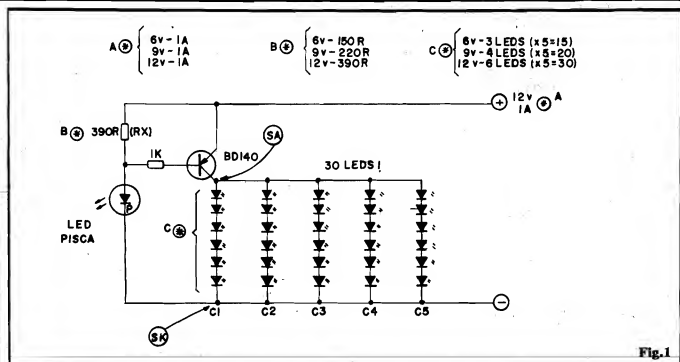 A ⊛ { 6v-1A
9v-1A
12v-1A
B ⊛ { 6v-150R
9v-220R
12v-390R
C ⊛ { 6v-3 LEDS (x5=15)
9v-4 LEDS (x5=20)
12v-6 LEDS (x5=30)
+ 12v ⊛ A
1A
B ⊛ 390R (RX)
1K
BD140
SA
30 LEDS!
LED
PISCA
C ⊛
C1 C2 C3 C4 C5
−
SK
Fig.1